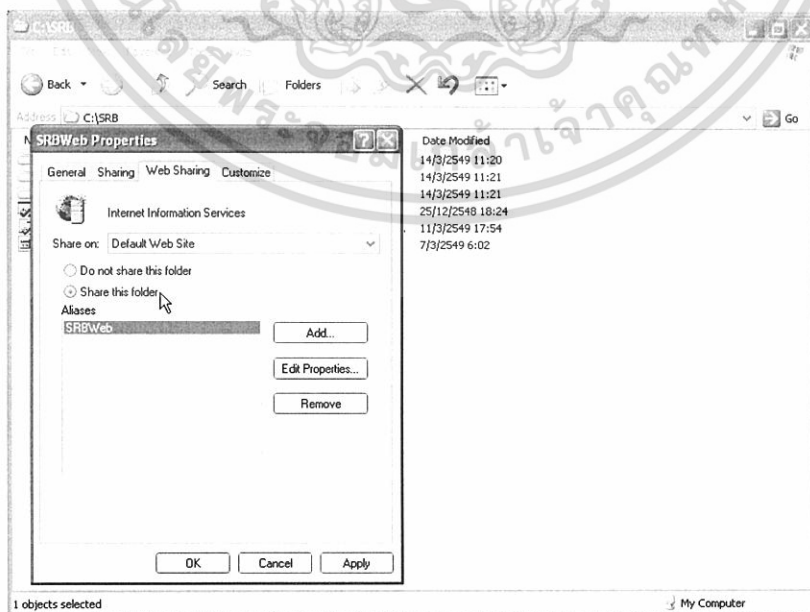 C:\SRB
Back
Search
Folders
Address C:\SRB
Go
SRBWeb Properties
Date Modified
General Sharing Web Sharing Customize
14/3/2549 11:20
14/3/2549 11:21
14/3/2549 11:21
Internet Information Services
25/12/2548 18:24
11/3/2549 17:54
Share on: Default Web Site
7/3/2549 6:02
Do not share this folder
Share this folder
Aliases
SRBWeb
Add...
Edit Properties...
Remove
OK Cancel Apply
1 objects selected
My Computer